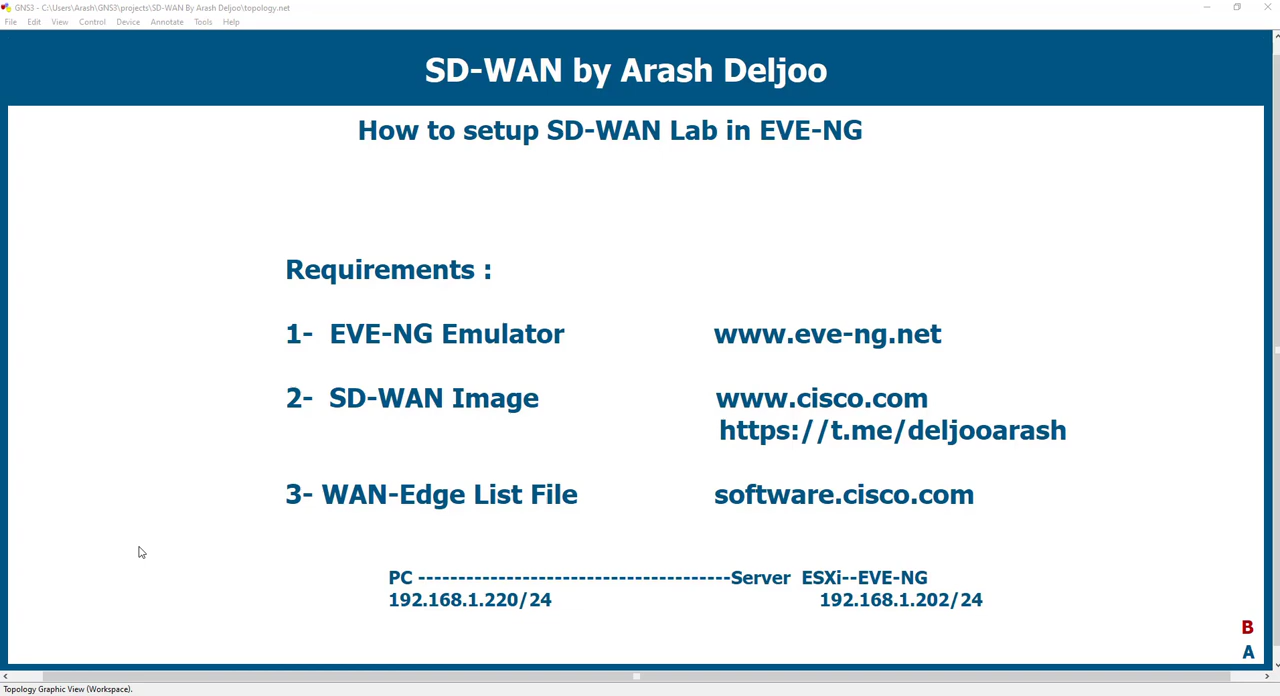 GNS3 - C:\Users\Arash\GNS3\projects\SD-WAN By Arash Deljoo\topology.net
File Edit View Control Device Annotate Tools Help
SD-WAN by Arash Deljoo
How to setup SD-WAN Lab in EVE-NG
Requirements :
1- EVE-NG Emulator www.eve-ng.net
2- SD-WAN Image www.cisco.com
https://t.me/deljooarash
3- WAN-Edge List File software.cisco.com
PC ---------------------------------------Server ESXi--EVE-NG
192.168.1.220/24 192.168.1.202/24
B
A
Topology Graphic View (Workspace).